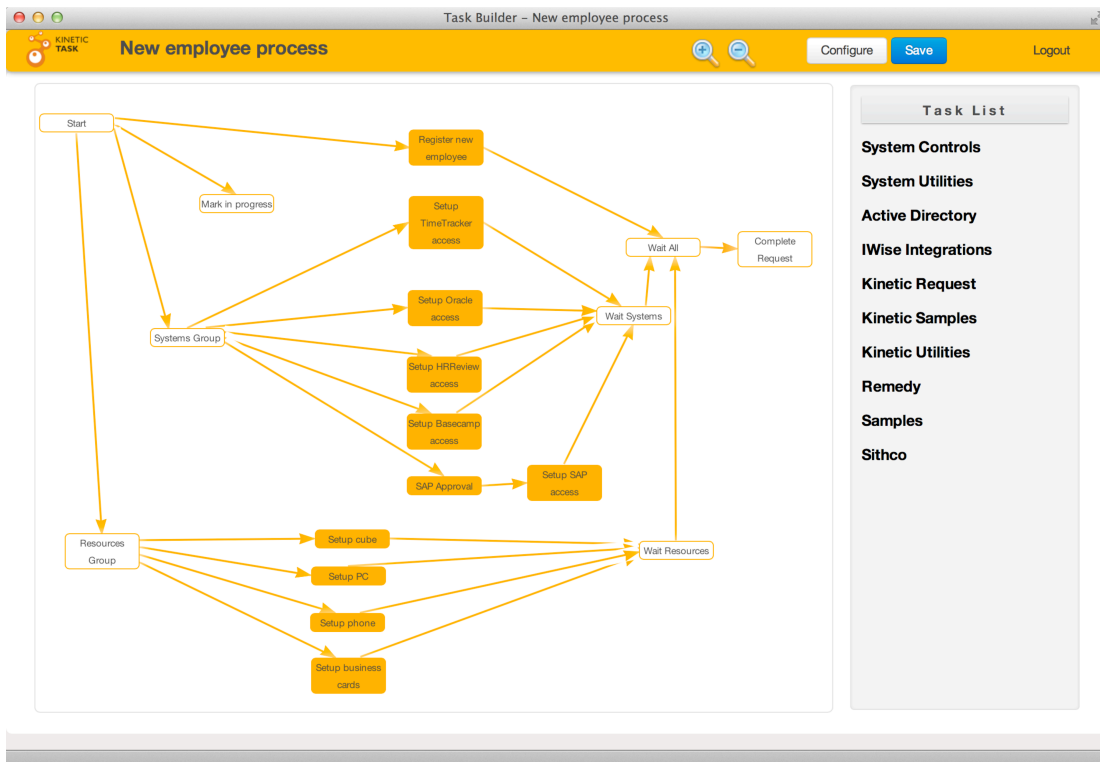 Task Builder – New employee process
KINETIC
TASK
New employee process
Configure
Save
Logout
Start
Register new
employee
Mark in progress
Setup
TimeTracker
access
Wait All
Complete
Request
Setup Oracle
access
Wait Systems
Systems Group
Setup HRReview
access
Setup Basecamp
access
SAP Approval
Setup SAP
access
Resources
Group
Setup cube
Wait Resources
Setup PC
Setup phone
Setup business
cards
Task List
System Controls
System Utilities
Active Directory
IWise Integrations
Kinetic Request
Kinetic Samples
Kinetic Utilities
Remedy
Samples
Sithco